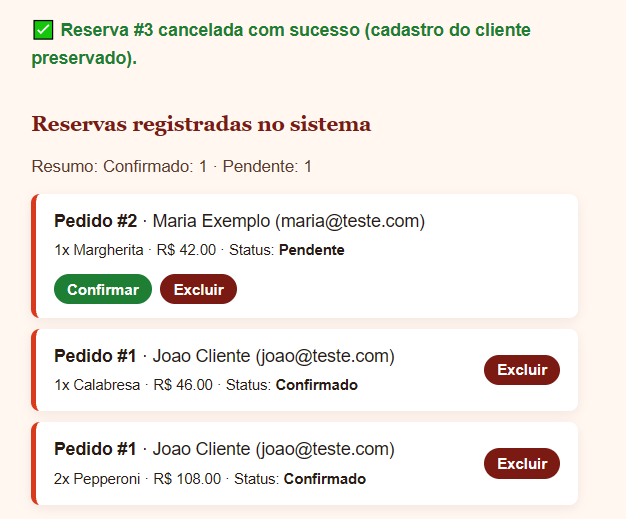 ✅ Reserva #3 cancelada com sucesso (cadastro do cliente
preservado).
Reservas registradas no sistema
Resumo: Confirmado: 1 · Pendente: 1
Pedido #2 · Maria Exemplo (maria@teste.com)
1x Margherita · R$ 42.00 · Status: Pendente
Confirmar Excluir
Pedido #1 · Joao Cliente (joao@teste.com)
1x Calabresa · R$ 46.00 · Status: Confirmado
Excluir
Pedido #1 · Joao Cliente (joao@teste.com)
2x Pepperoni · R$ 108.00 · Status: Confirmado
Excluir